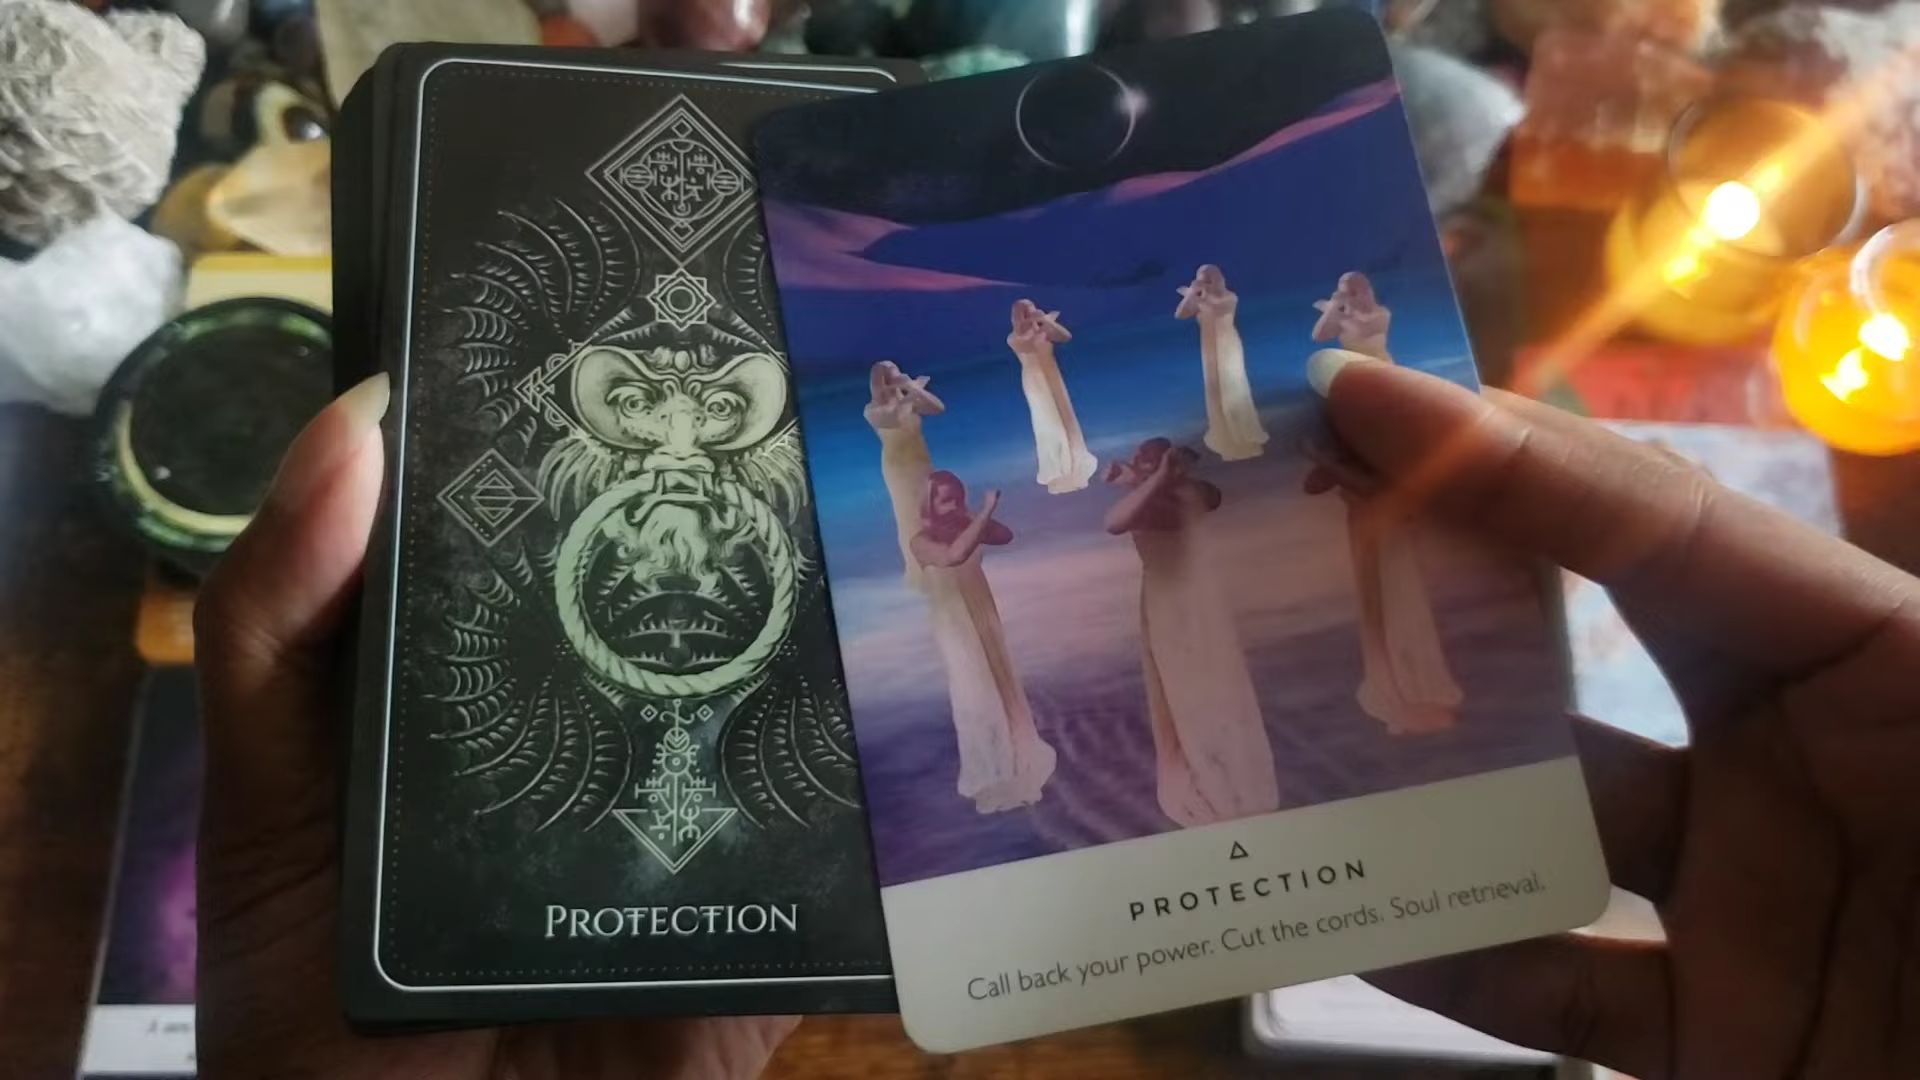 PROTECTION
PROTECTION
Call back your power. Cut the cords. Soul retrieval.